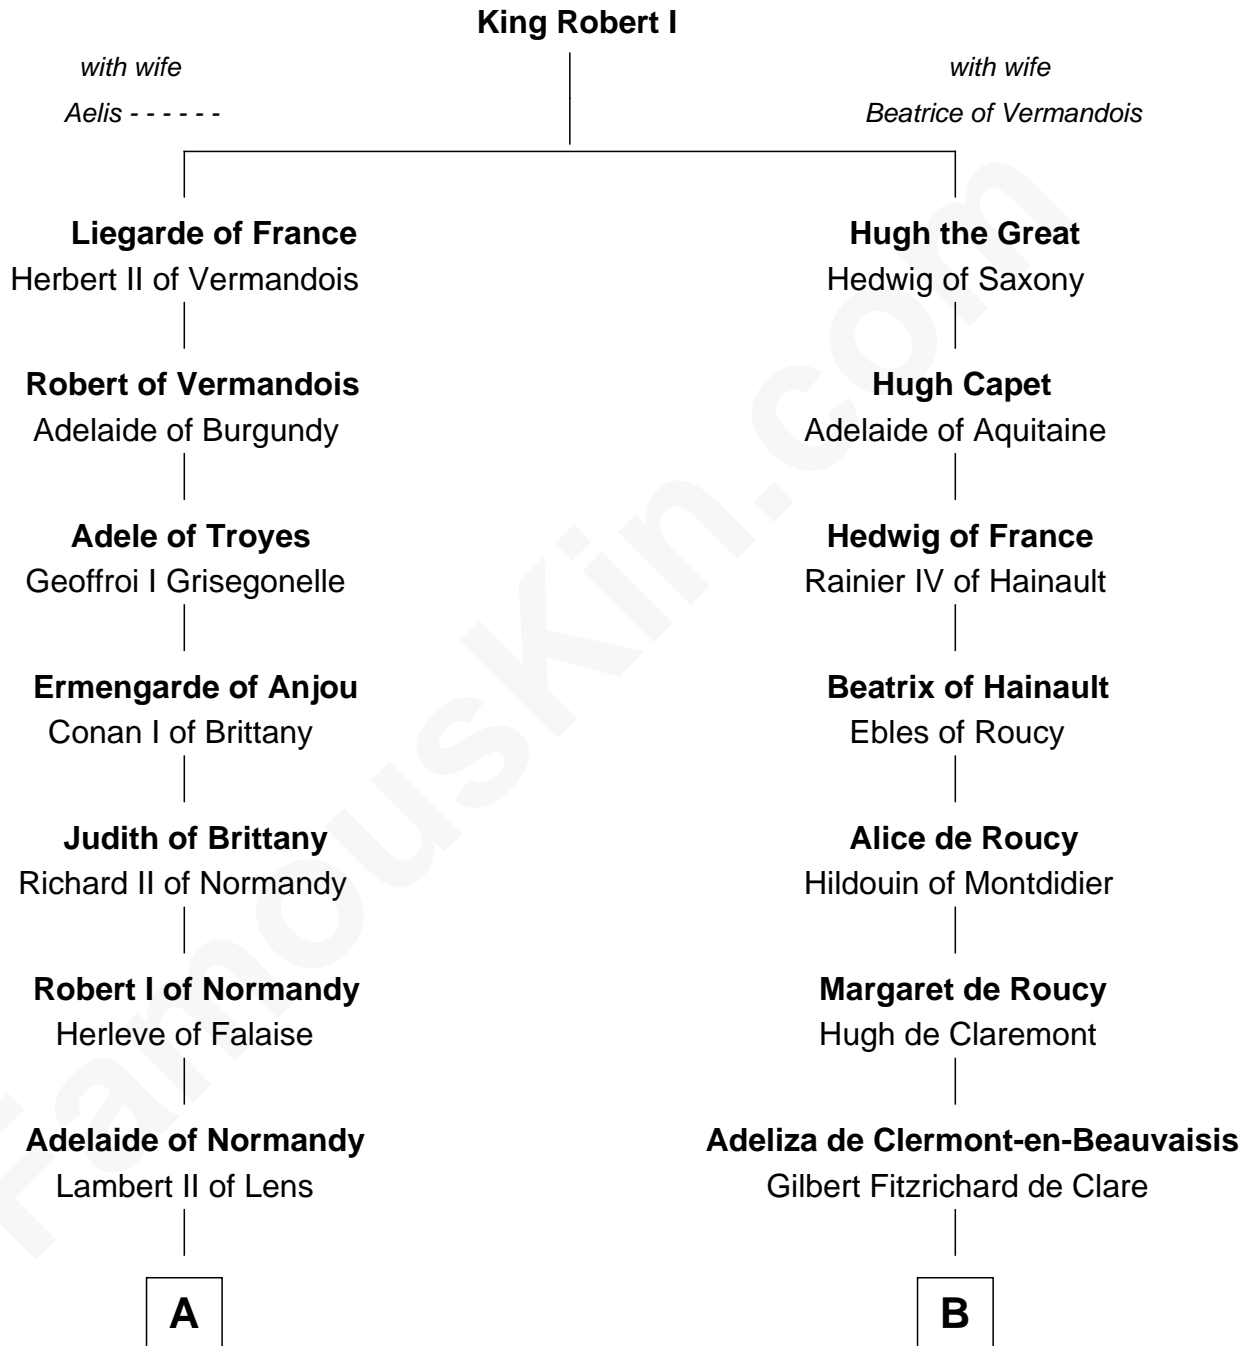 King Robert I
with wife
Aelis - - - - - -
with wife
Beatrice of Vermandois
Liegarde of France
Herbert II of Vermandois
Robert of Vermandois
Adelaide of Burgundy
Adele of Troyes
Geoffroi I Grisegonelle
Ermengarde of Anjou
Conan I of Brittany
Judith of Brittany
Richard II of Normandy
Robert I of Normandy
Herleve of Falaise
Adelaide of Normandy
Lambert II of Lens
A
Hugh the Great
Hedwig of Saxony
Hugh Capet
Adelaide of Aquitaine
Hedwig of France
Rainier IV of Hainault
Beatrix of Hainault
Ebles of Roucy
Alice de Roucy
Hildouin of Montdidier
Margaret de Roucy
Hugh de Claremont
Adeliza de Clermont-en-Beauvaisis
Gilbert Fitzrichard de Clare
B
FamousKin.com